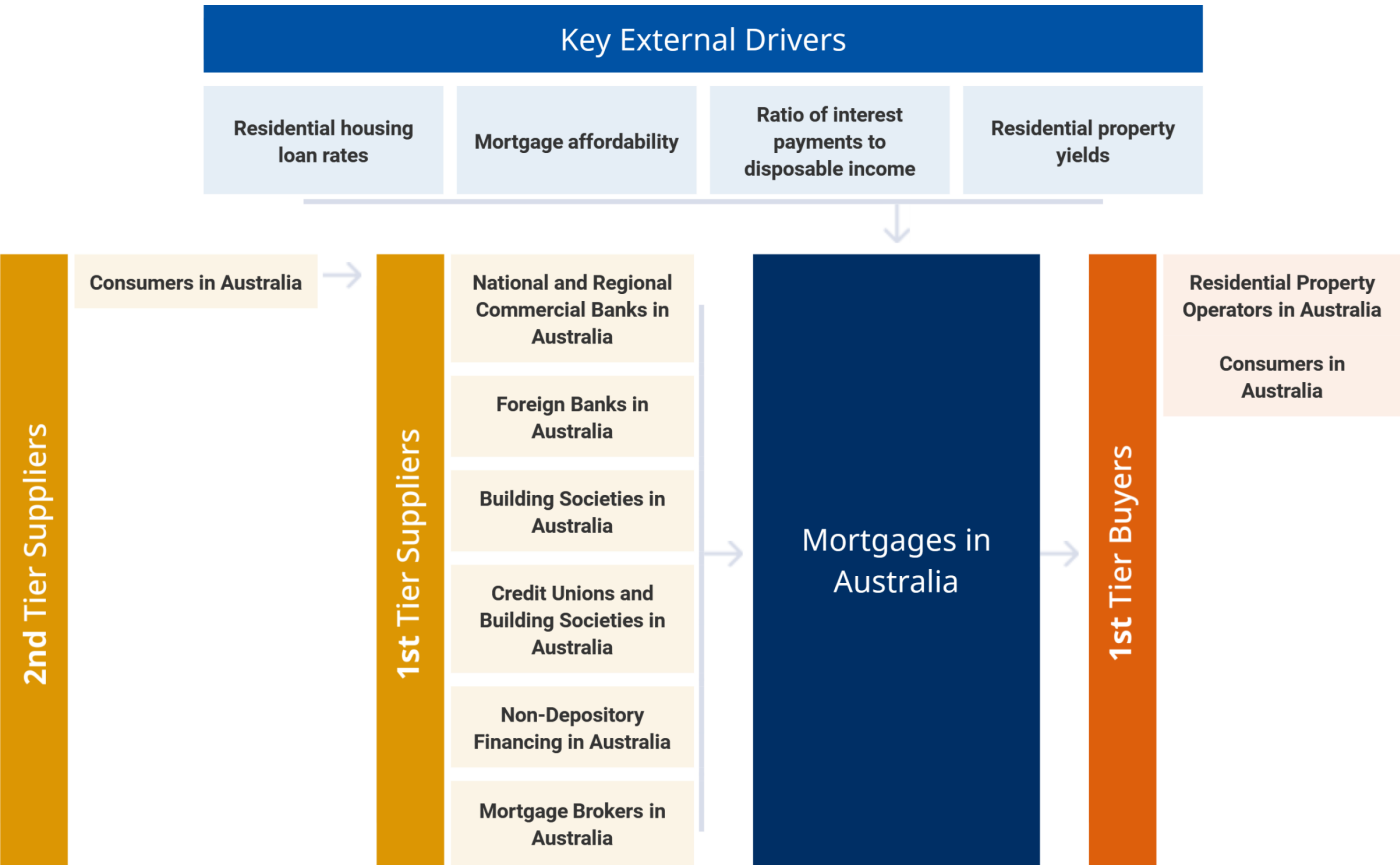 Key External Drivers
Residential housing
loan rates
Mortgage affordability
Ratio of interest
payments to
disposable income
Residential property
yields
2nd Tier Suppliers
Consumers in Australia
1st Tier Suppliers
National and Regional
Commercial Banks in
Australia
Foreign Banks in
Australia
Building Societies in
Australia
Credit Unions and
Building Societies in
Australia
Non-Depository
Financing in Australia
Mortgage Brokers in
Australia
Mortgages in
Australia
1st Tier Buyers
Residential Property
Operators in Australia
Consumers in
Australia